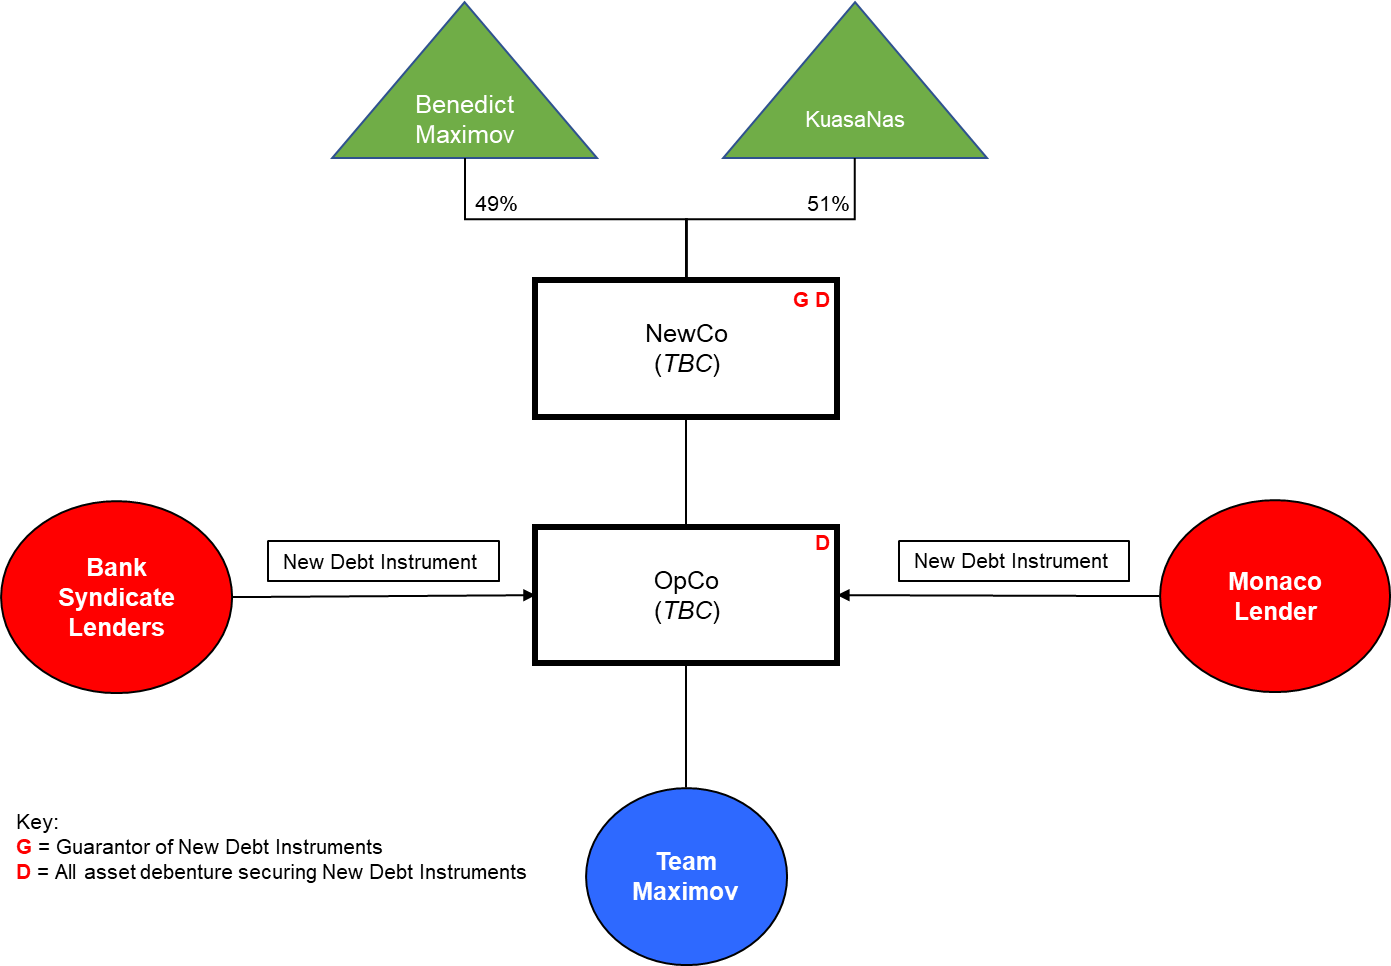 Benedict
Maximov
KuasaNas
49%
51%
G D
NewCo
(TBC)
D
OpCo
(TBC)
Bank
Syndicate
Lenders
New Debt Instrument
New Debt Instrument
Monaco
Lender
Key:
G = Guarantor of New Debt Instruments
D = All asset debenture securing New Debt Instruments
Team
Maximov